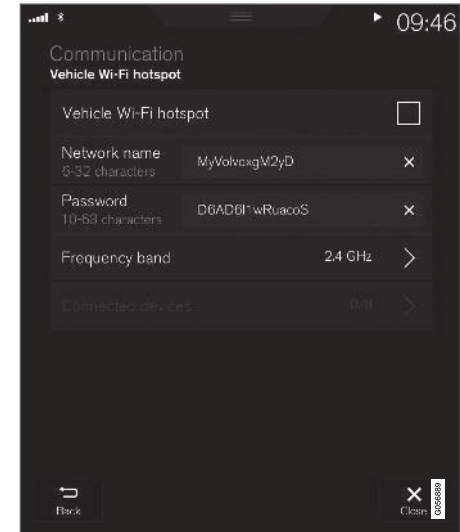 09:46
Communication
Vehicle Wi-Fi hotspot
Vehicle Wi-Fi hotspot
Network name
6-32 characters
MyVolvoxgM2yD
Password
10-63 characters
D6AD6l1wRuacoS
Frequency band
2.4 GHz
Connected devices
Back
Close
G056889